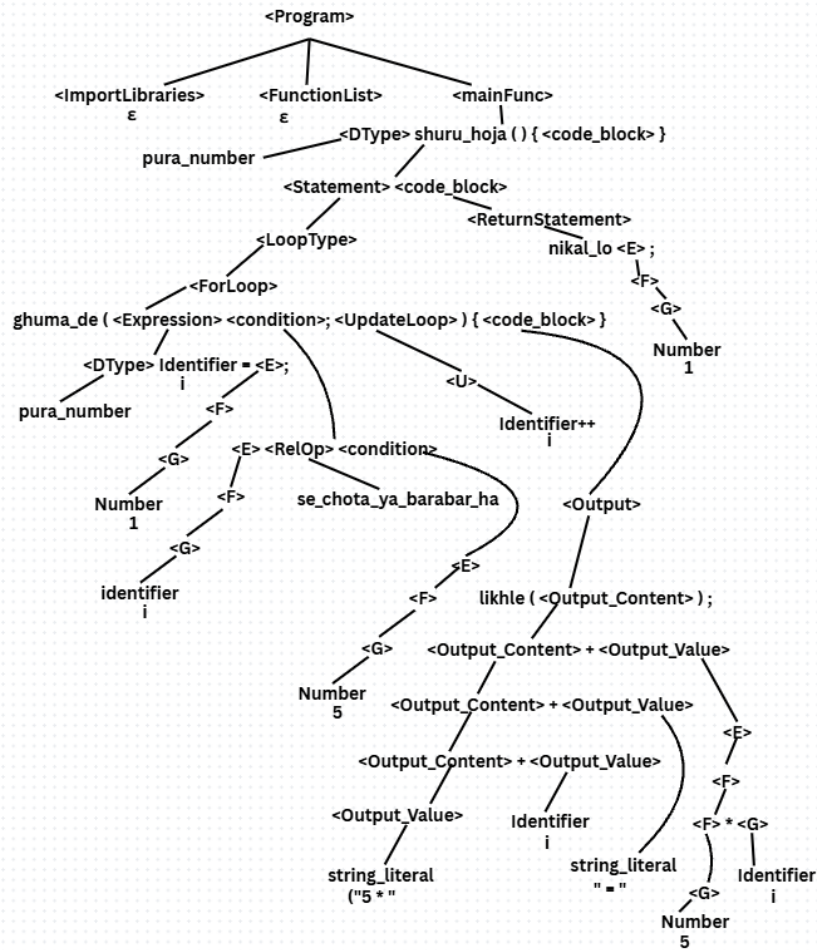 <Program>
<ImportLibraries> <FunctionList> <mainFunc>
ε ε
<DType> shuru_hoja ( ) { <code_block> }
pura_number
<Statement> <code_block>
<ReturnStatement>
<LoopType> nikal_lo <E> ;
<F>
<ForLoop>
<G>
ghuma_de ( <Expression> <condition>; <UpdateLoop> ) { <code_block> }
Number
1
<DType> Identifier = <E>;
i
<U>
pura_number <F>
Identifier++
i
<E> <RelOp> <condition>
<G>
Number <F> se_chota_ya_barabar_ha <Output>
1
<G>
<E>
identifier <F> likhle ( <Output_Content> ) ;
i
<G> <Output_Content> + <Output_Value>
Number
5
<Output_Content> + <Output_Value>
<E>
<Output_Content> + <Output_Value>
<F>
<Output_Value> Identifier <F> * <G>
i
string_literal string_literal Identifier
("5 * " " = " i
<G>
Number
5